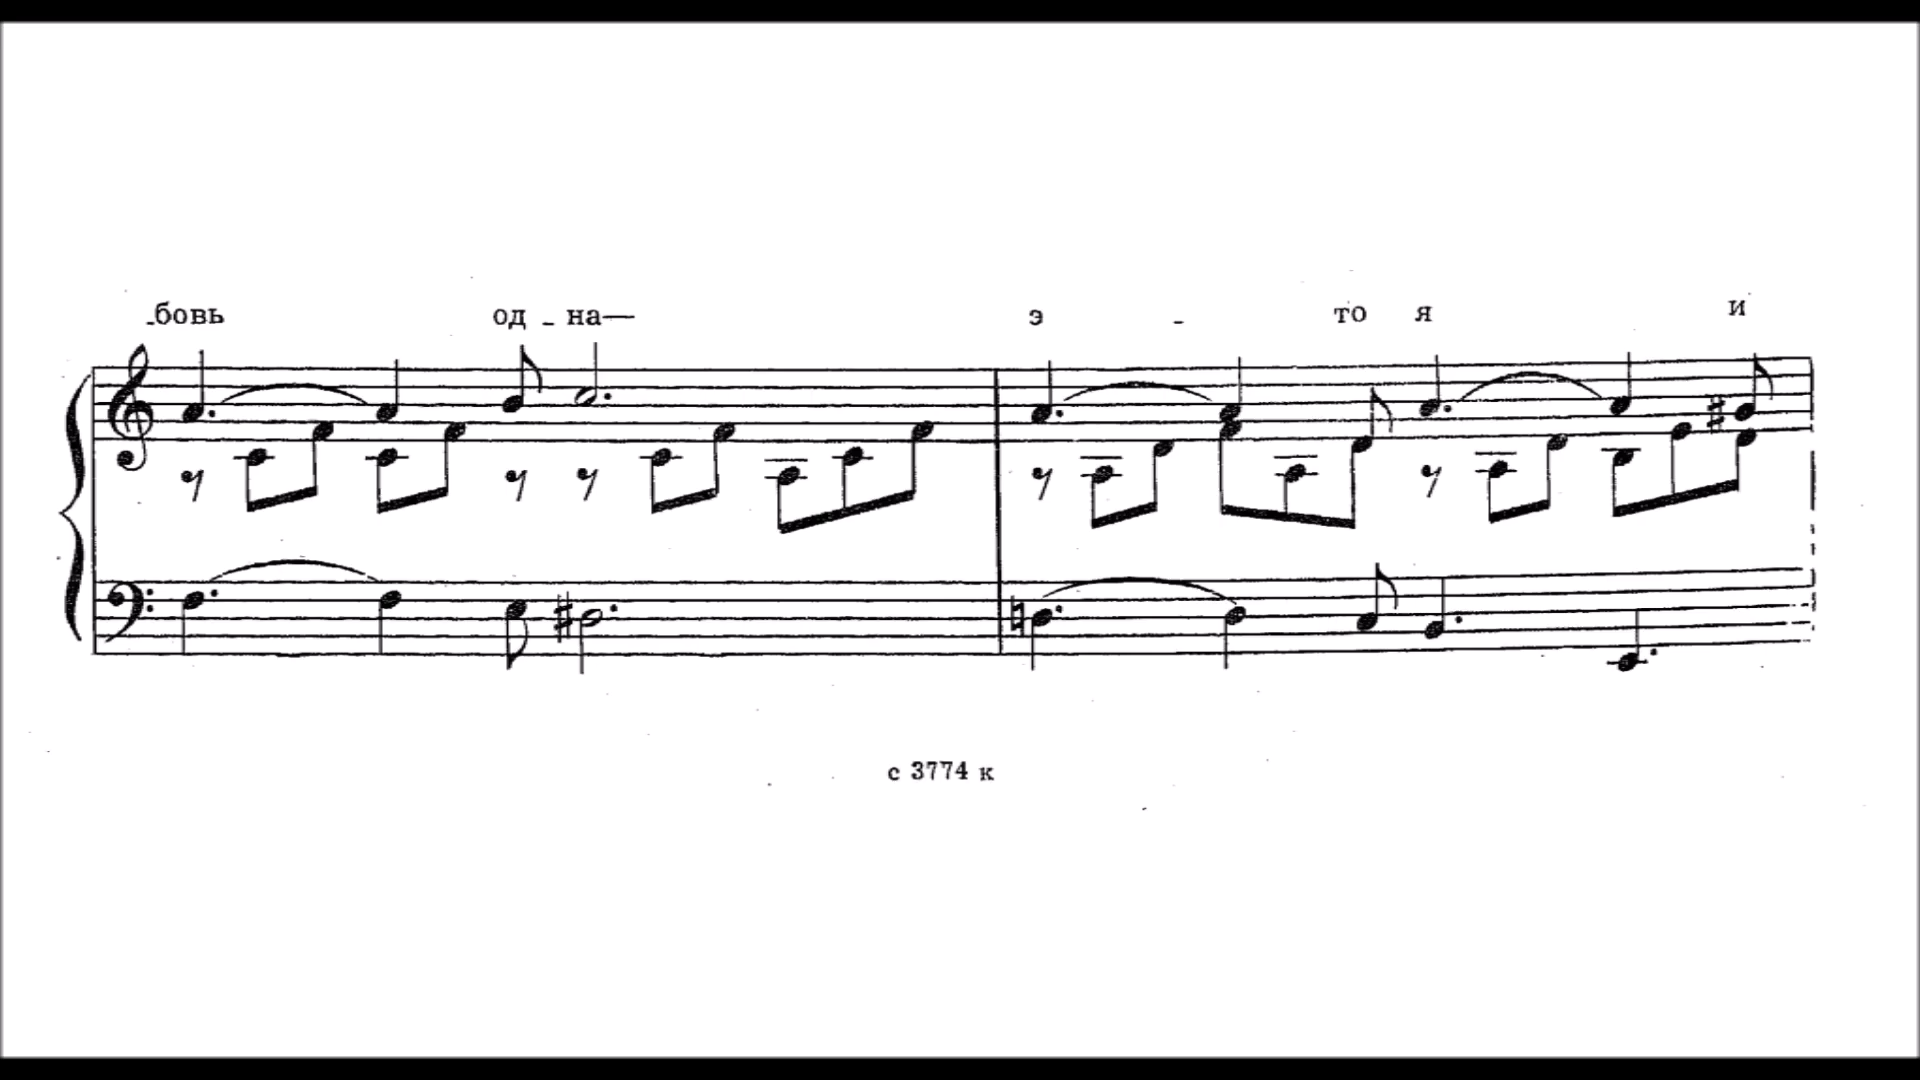 -бовь од - на— э - то я и
с 3774 к